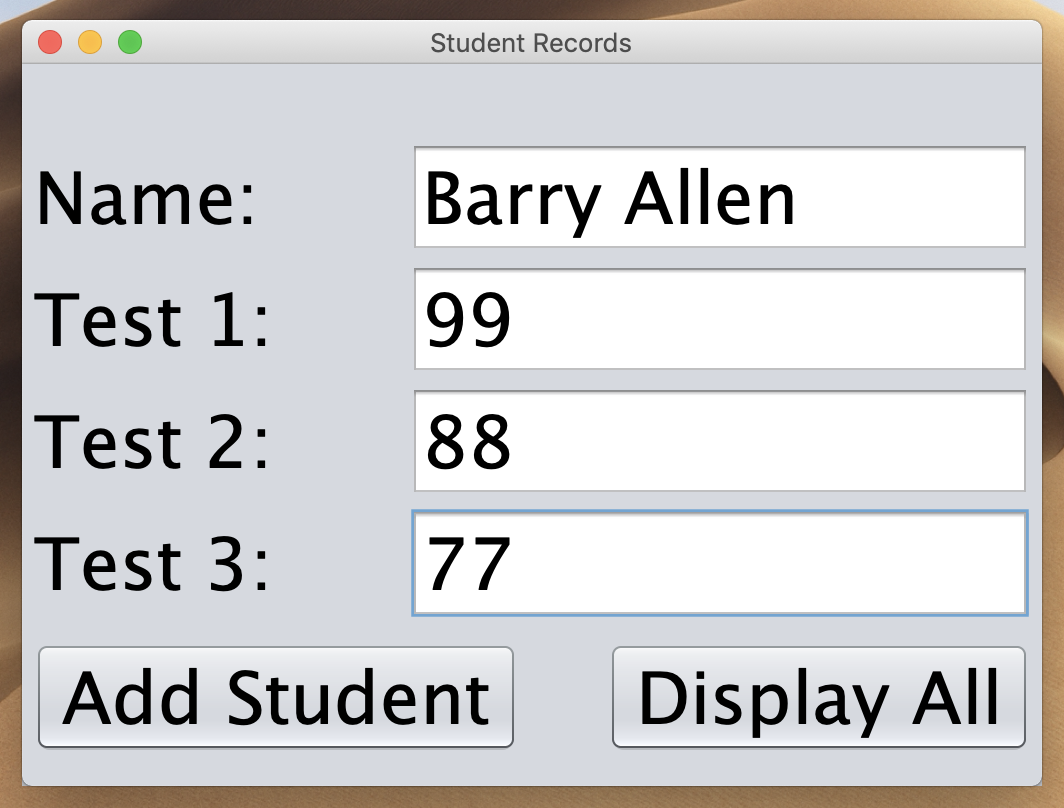 Student Records
Name: Barry Allen
Test 1: 99
Test 2: 88
Test 3: 77
Add Student Display All